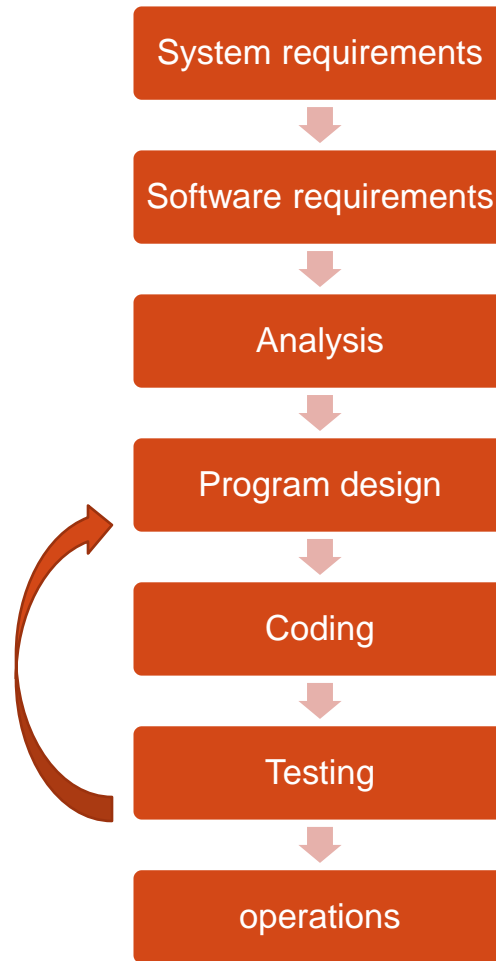 System requirements
Software requirements
Analysis
Program design
Coding
Testing
operations